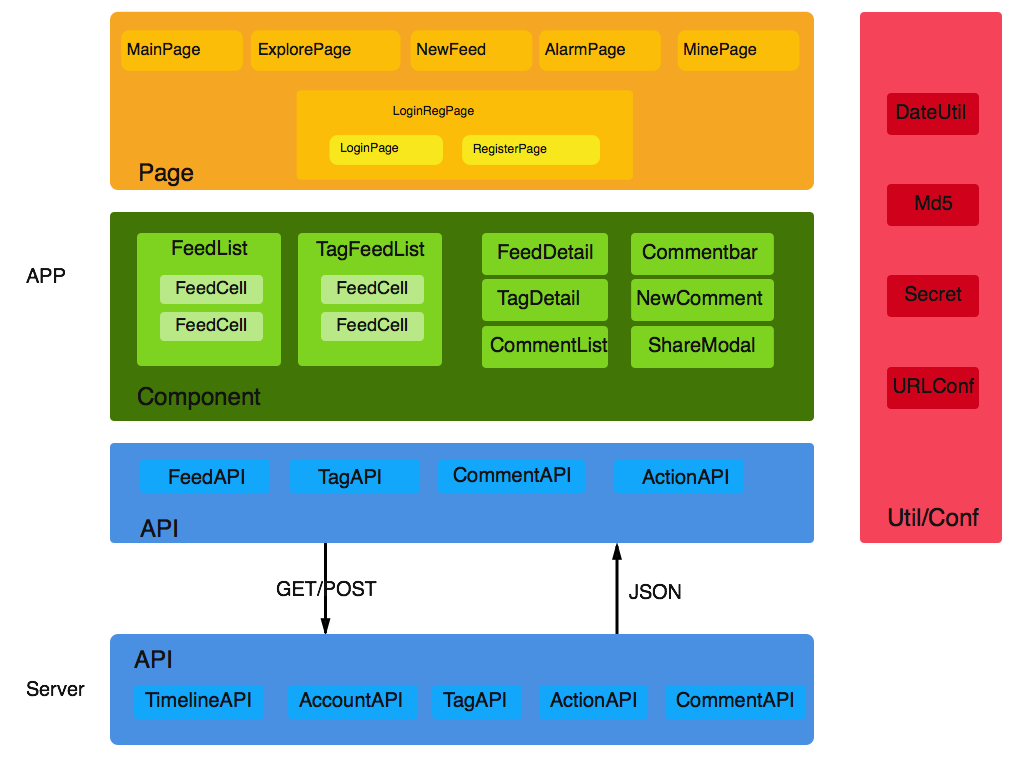 MainPage
ExplorePage
NewFeed
AlarmPage
MinePage
LoginRegPage
LoginPage
RegisterPage
Page
APP
FeedList
FeedCell
FeedCell
TagFeedList
FeedCell
FeedCell
FeedDetail
Commentbar
TagDetail
NewComment
CommentList
ShareModal
Component
FeedAPI
TagAPI
CommentAPI
ActionAPI
API
GET/POST
JSON
Server
API
TimelineAPI
AccountAPI
TagAPI
ActionAPI
CommentAPI
DateUtil
Md5
Secret
URLConf
Util/Conf